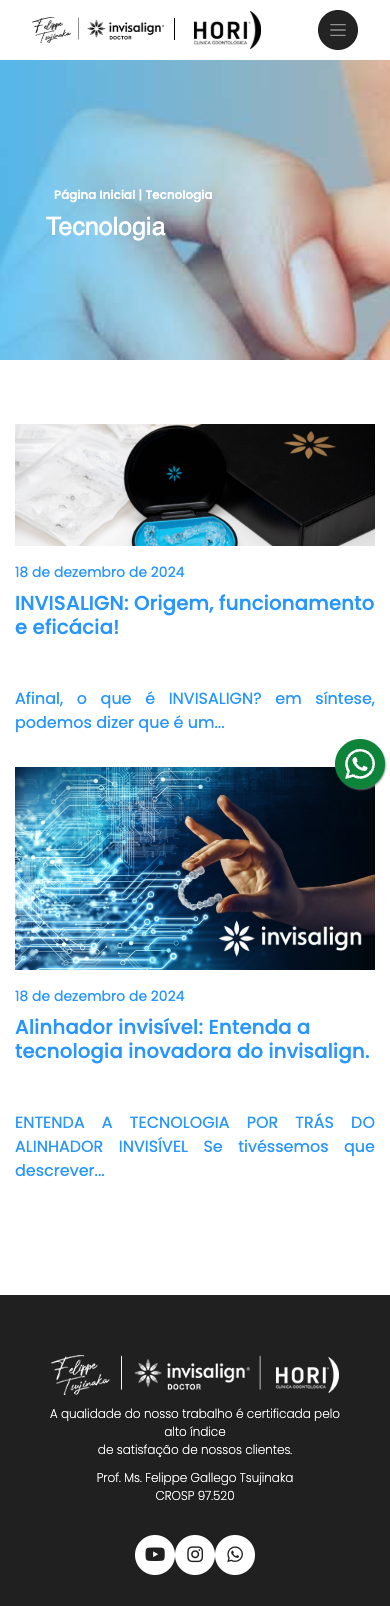 Felippe Tsujinaka
invisalign
DOCTOR
HORI
CLÍNICA ODONTOLÓGICA
Página Inicial | Tecnologia
Tecnologia
18 de dezembro de 2024
INVISALIGN: Origem, funcionamento
e eficácia!
Afinal, o que é INVISALIGN? em síntese,
podemos dizer que é um...
invisalign
18 de dezembro de 2024
Alinhador invisível: Entenda a
tecnologia inovadora do invisalign.
ENTENDA A TECNOLOGIA POR TRÁS DO
ALINHADOR INVISÍVEL Se tivéssemos que
descrever...
Felippe Tsujinaka
invisalign
DOCTOR
HORI
CLÍNICA ODONTOLÓGICA
A qualidade do nosso trabalho é certificada pelo
alto índice
de satisfação de nossos clientes.
Prof. Ms. Felippe Gallego Tsujinaka
CROSP 97.520